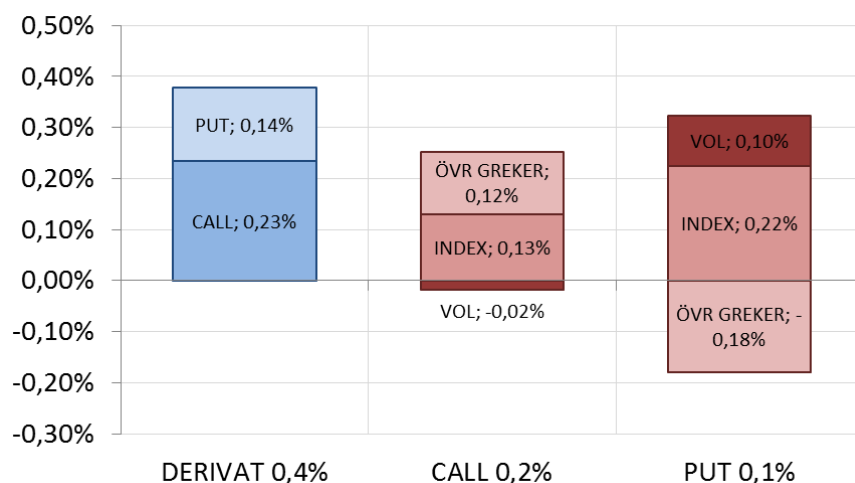 0,50%
0,40%
0,30%
0,20%
0,10%
0,00%
-0,10%
-0,20%
-0,30%
PUT; 0,14%
CALL; 0,23%
ÖVR GREKER;
0,12%
INDEX; 0,13%
VOL; -0,02%
VOL; 0,10%
INDEX; 0,22%
ÖVR GREKER; -
0,18%
DERIVAT 0,4%
CALL 0,2%
PUT 0,1%